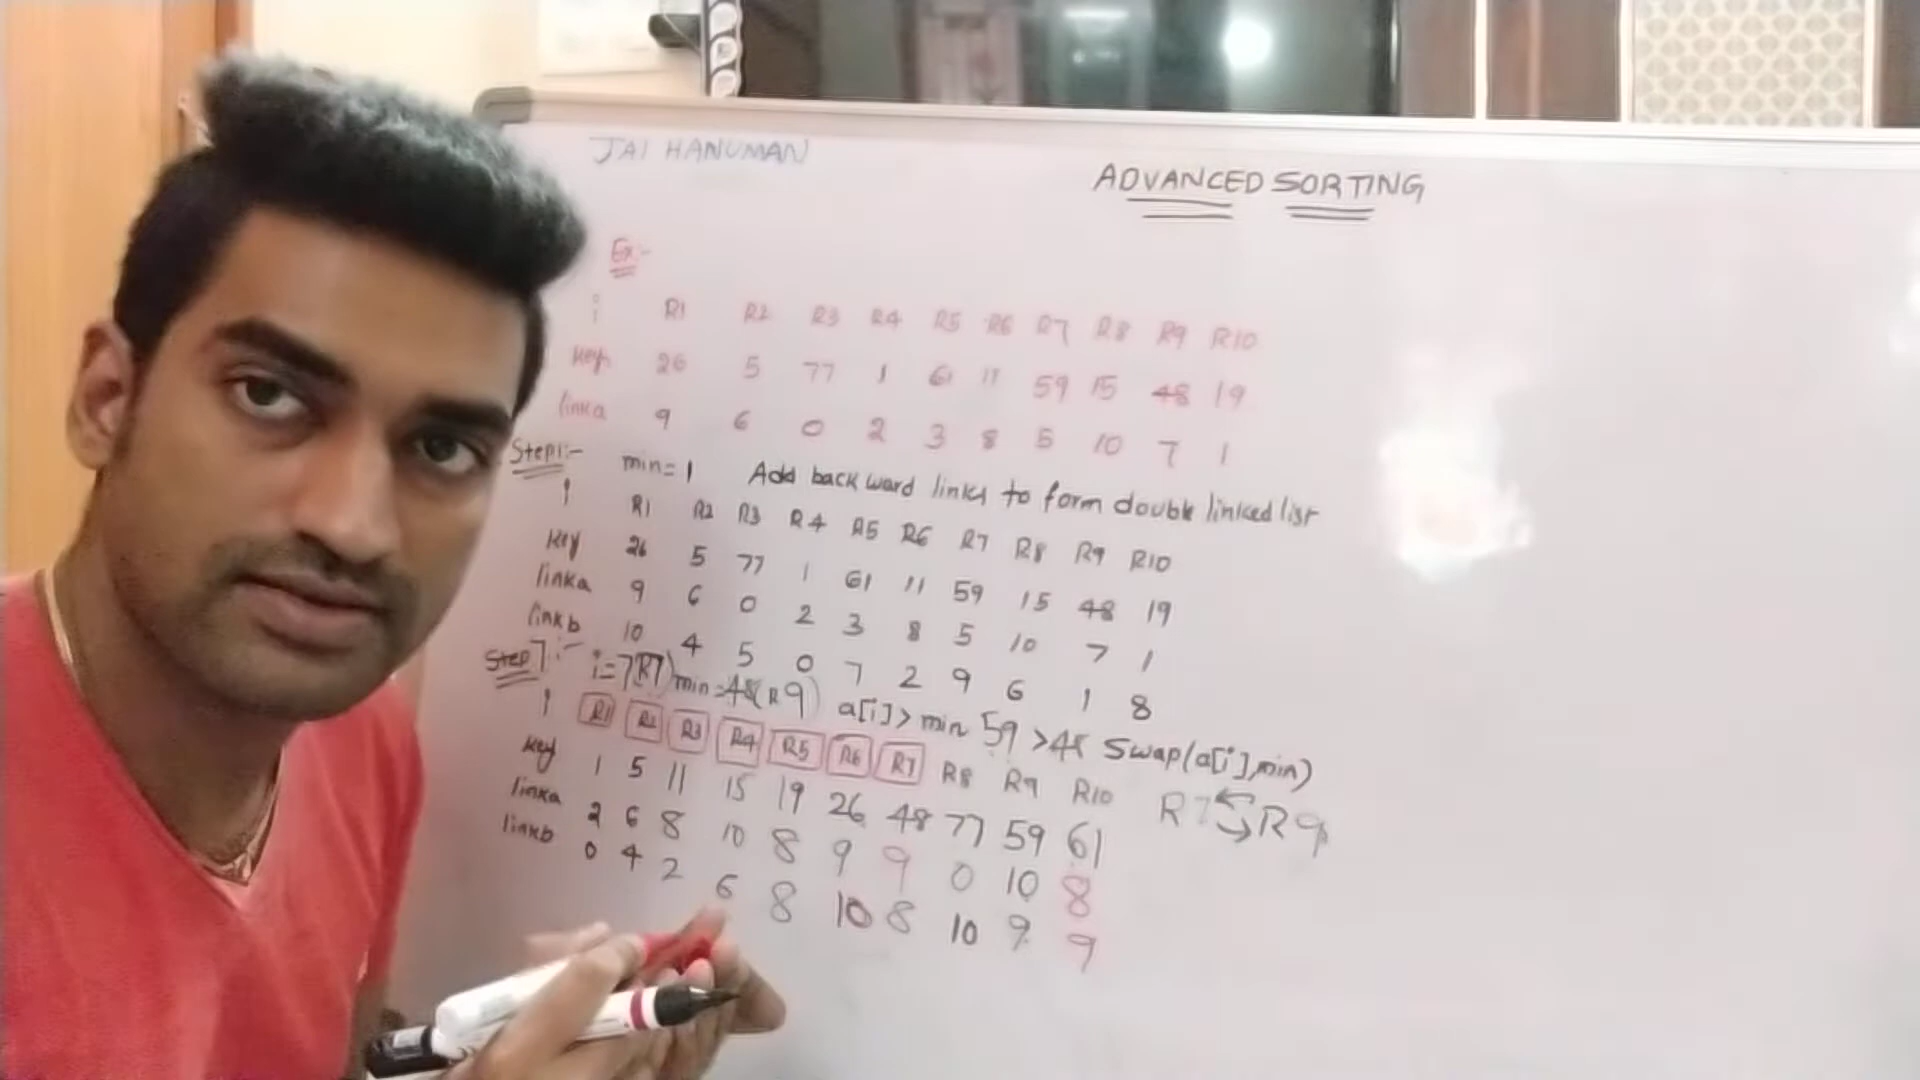 JAI HANUMAN
ADVANCED SORTING
Ex:-
i R1 R2 R3 R4 R5 R6 R7 R8 R9 R10
key 26 5 77 1 61 11 59 15 48 19
linka 9 6 0 2 3 8 5 10 7 1
Step1:- min=1 Add backward links to form double linked list
i R1 R2 R3 R4 R5 R6 R7 R8 R9 R10
key 26 5 77 1 61 11 59 15 48 19
linka 9 6 0 2 3 8 5 10 7 1
linkb 10 4 5 0 7 2 9 6 1 8
Step7:- i=7(R7) min=48(R9) a[i]>min 59>48 Swap(a[i],min)
i R1 R2 R3 R4 R5 R6 R7 R8 R9 R10
key 1 5 11 15 19 26 48 77 59 61
R7 R9
linka 2 6 8 10 8 9 9 0 10 8
linkb 0 4 2 6 8 10 8 10 9 9